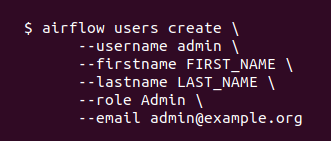 $ airflow users create \
--username admin \
--firstname FIRST_NAME \
--lastname LAST_NAME \
--role Admin \
--email admin@example.org